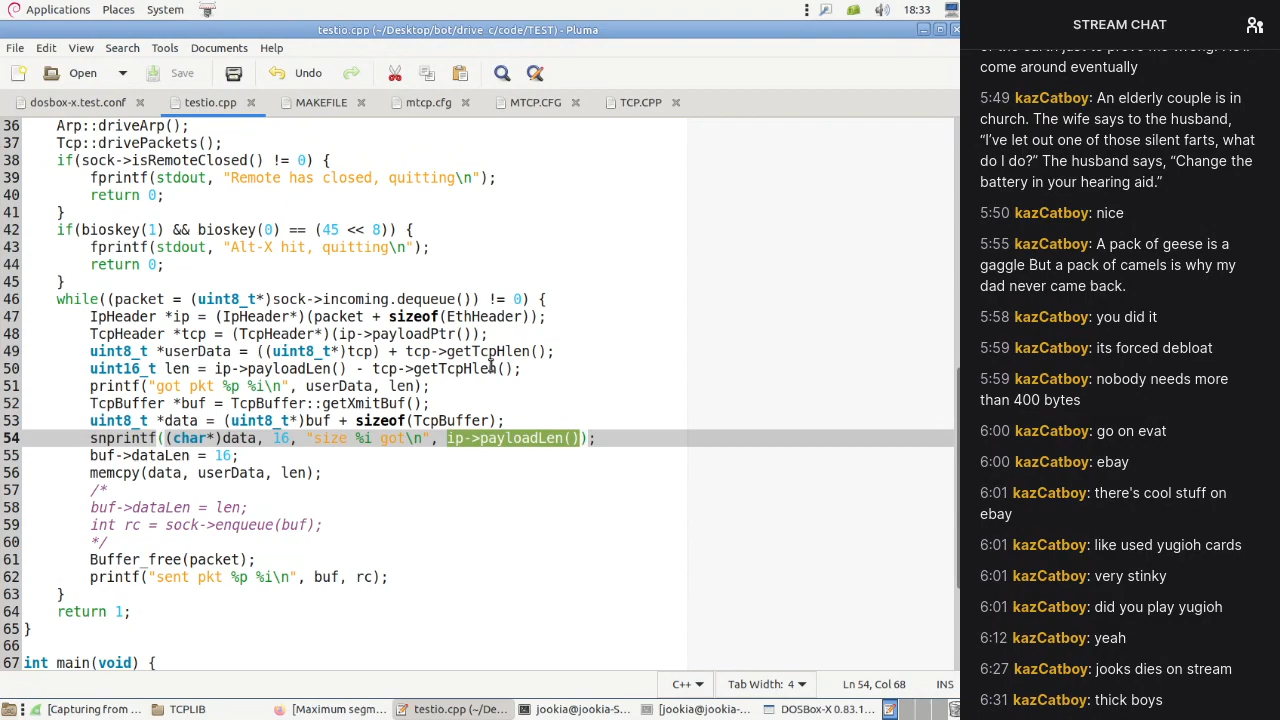 Applications Places System 18:33
testio.cpp (~/Desktop/bot/drive_c/code/TEST) - Pluma
File Edit View Search Tools Documents Help
Open Save Undo
dosbox-x.test.conf testio.cpp MAKEFILE mtcp.cfg MTCP.CFG TCP.CPP
36 Arp::driveArp();
37 Tcp::drivePackets();
38 if(sock->isRemoteClosed() != 0) {
39 fprintf(stdout, "Remote has closed, quitting\n");
40 return 0;
41 }
42 if(bioskey(1) && bioskey(0) == (45 << 8)) {
43 fprintf(stdout, "Alt-X hit, quitting\n");
44 return 0;
45 }
46 while((packet = (uint8_t*)sock->incoming.dequeue()) != 0) {
47 IpHeader *ip = (IpHeader*)(packet + sizeof(EthHeader));
48 TcpHeader *tcp = (TcpHeader*)(ip->payloadPtr());
49 uint8_t *userData = ((uint8_t*)tcp) + tcp->getTcpHlen();
50 uint16_t len = ip->payloadLen() - tcp->getTcpHlen();
51 printf("got pkt %p %i\n", userData, len);
52 TcpBuffer *buf = TcpBuffer::getXmitBuf();
53 uint8_t *data = (uint8_t*)buf + sizeof(TcpBuffer);
54 snprintf((char*)data, 16, "size %i got\n", ip->payloadLen());
55 buf->dataLen = 16;
56 memcpy(data, userData, len);
57 /*
58 buf->dataLen = len;
59 int rc = sock->enqueue(buf);
60 */
61 Buffer_free(packet);
62 printf("sent pkt %p %i\n", buf, rc);
63 }
64 return 1;
65 }
66
67 int main(void) {
C++ Tab Width: 4 Ln 54, Col 68 INS
[Capturing from ... TCPLIB [Maximum segm... testio.cpp (~/De... jookia@jookia-S... [jookia@jookia-... DOSBox-X 0.83.1...
STREAM CHAT
come around eventually
5:49 kazCatboy: An elderly couple is in
church. The wife says to the husband,
“I’ve let out one of those silent farts, what
do I do?” The husband says, “Change the
battery in your hearing aid.”
5:50 kazCatboy: nice
5:55 kazCatboy: A pack of geese is a
gaggle But a pack of camels is why my
dad never came back.
5:58 kazCatboy: you did it
5:59 kazCatboy: its forced debloat
5:59 kazCatboy: nobody needs more
than 400 bytes
6:00 kazCatboy: go on evat
6:00 kazCatboy: ebay
6:01 kazCatboy: there's cool stuff on
ebay
6:01 kazCatboy: like used yugioh cards
6:01 kazCatboy: very stinky
6:01 kazCatboy: did you play yugioh
6:12 kazCatboy: yeah
6:27 kazCatboy: jooks dies on stream
6:31 kazCatboy: thick boys